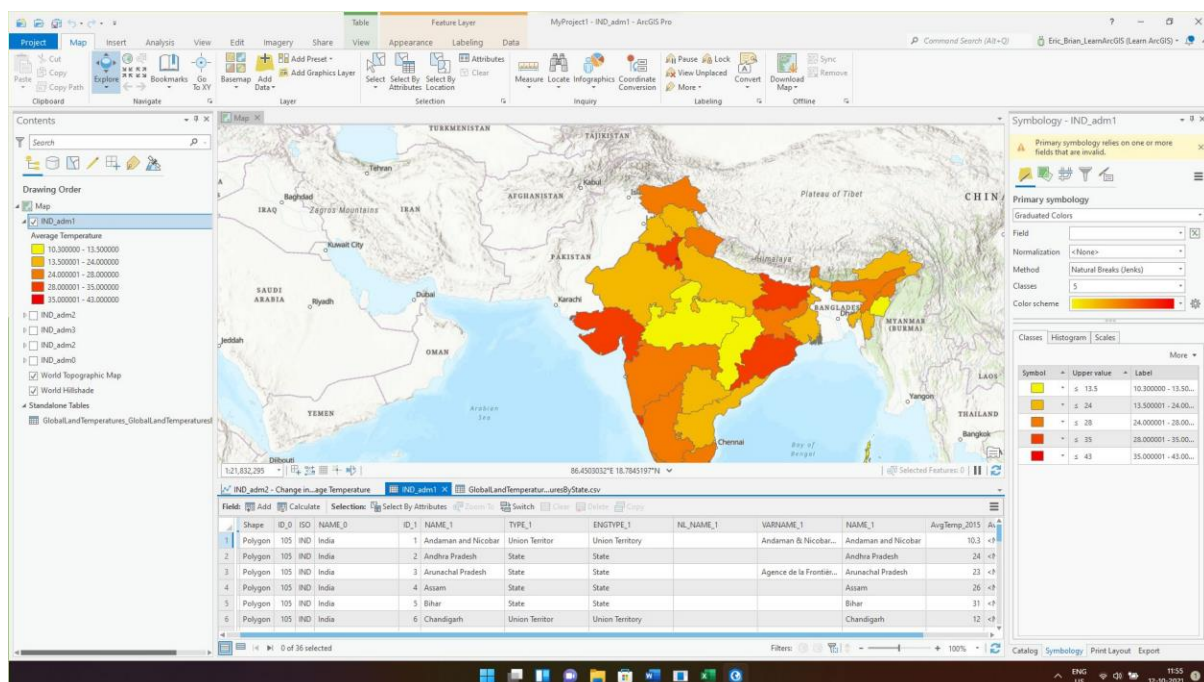 Table
Feature Layer
MyProject1 - IND_adm1 - ArcGIS Pro
?
Project Map Insert Analysis View Edit Imagery Share View Appearance Labeling Data
Command Search (Alt+Q)
Eric_Brian_LearnArcGIS (Learn ArcGIS)
Paste
Cut
Copy
Copy Path
Clipboard
Explore
Bookmarks
Go To XY
Navigate
Basemap
Add Data
Add Preset
Add Graphics Layer
Layer
Select
Select By Attributes
Select By Location
Attributes
Clear
Selection
Measure
Locate
Infographics
Coordinate Conversion
Inquiry
Pause
Lock
View Unplaced
More
Convert
Labeling
Download Map
Sync
Remove
Offline
Contents
Search
Drawing Order
Map
IND_adm1
Average Temperature
10.300000 - 13.500000
13.500001 - 24.000000
24.000001 - 28.000000
28.000001 - 35.000000
35.000001 - 43.000000
IND_adm2
IND_adm3
IND_adm2
IND_adm0
World Topographic Map
World Hillshade
Standalone Tables
GlobalLandTemperatures_GlobalLandTemperaturesI
Map
TURKMENISTAN
TAJIKISTAN
Tehran
Kabul
Baghdad
AFGHANISTAN
Plateau of Tibet
CHIN
IRAQ
Zagros Mountains
IRAN
Kuwait City
PAKISTAN
Himalaya
SAUDI ARABIA
Riyadh
Dubai
Karachi
BANGLADES
Dha
MYANMAR (BURMA)
Jeddah
OMAN
LAOS
Yangon
YEMEN
Arabian Sea
THAILAND
Bangkok
Chennai
Bay of Bengal
Djibouti
1:21,832,295
86.4503032°E 18.7845197°N
Selected Features: 0
IND_adm2 - Change in...age Temperature
IND_adm1
GlobalLandTemperatur...uresByState.csv
Field: Add Calculate Selection: Select By Attributes Zoom To Switch Clear Delete Copy
Shape ID_0 ISO NAME_0 ID_1 NAME_1 TYPE_1 ENGTYPE_1 NL_NAME_1 VARNAME_1 NAME_1 AvgTemp_2015
1 Polygon 105 IND India 1 Andaman and Nicobar Union Territor Union Territory Andaman & Nicobar... Andaman and Nicobar 10.3
2 Polygon 105 IND India 2 Andhra Pradesh State State Andhra Pradesh 24
3 Polygon 105 IND India 3 Arunachal Pradesh State State Agence de la Frontièr... Arunachal Pradesh 23
4 Polygon 105 IND India 4 Assam State State Assam 26
5 Polygon 105 IND India 5 Bihar State State Bihar 31
6 Polygon 105 IND India 6 Chandigarh Union Territor Union Territory Chandigarh 12
0 of 36 selected
Filters:
100%
Symbology - IND_adm1
Primary symbology relies on one or more
fields that are invalid.
Primary symbology
Graduated Colors
Field
Normalization <None>
Method Natural Breaks (Jenks)
Classes 5
Color scheme
Classes Histogram Scales
More
Symbol Upper value Label
≤ 13.5 10.300000 - 13.50...
≤ 24 13.500001 - 24.00...
≤ 28 24.000001 - 28.00...
≤ 35 28.000001 - 35.00...
≤ 43 35.000001 - 43.00...
Catalog Symbology Print Layout Export
ENG
11:55
12-10-2021